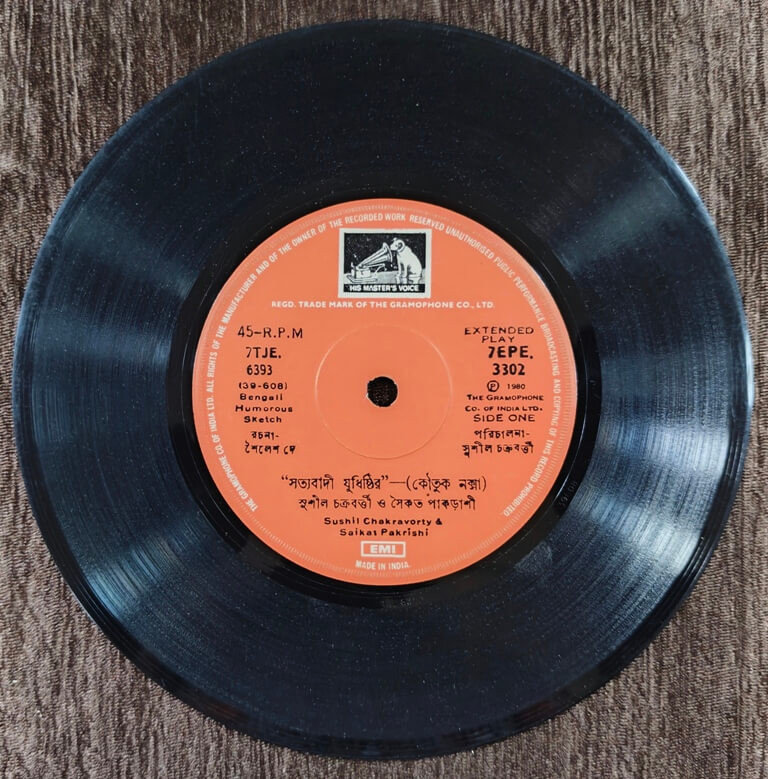 THE GRAMOPHONE CO. OF INDIA LTD. ALL RIGHTS OF THE MANUFACTURER AND OF THE OWNER OF THE RECORDED WORK RESERVED UNAUTHORISED PUBLIC PERFORMANCE BROADCASTING AND COPYING OF THIS RECORD PROHIBITED.
"HIS MASTER'S VOICE"
REGD. TRADE MARK OF THE GRAMOPHONE CO., LTD.
45-R.P.M
7TJE.
6393
(39-608)
Bengali
Humorous
Sketch
রচনা-
শৈলেশ দে
EXTENDED
PLAY
7EPE.
3302
℗ 1980
THE GRAMOPHONE
CO. OF INDIA LTD.
SIDE ONE
পরিচালনা-
সুশীল চক্রবর্ত্তী
"সত্যবাদী যুধিষ্ঠির"—(কৌতুক নক্সা)
সুশীল চক্রবর্ত্তী ও সৈকত পাকড়াশী
Sushil Chakravorty &
Saikat Pakrishi
EMI
MADE IN INDIA.